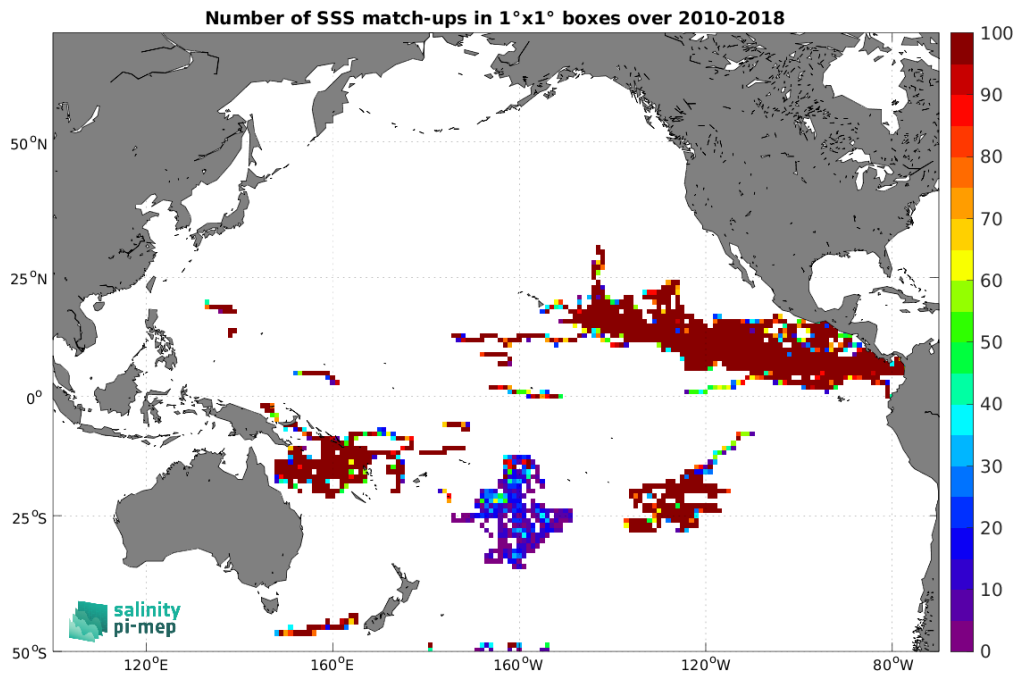 Number of SSS match-ups in 1°x1° boxes over 2010-2018
100
90
80
70
60
50
40
30
20
10
0
50°N
25°N
0°
25°S
50°S
120°E
160°E
160°W
120°W
80°W
salinity
pi-mep